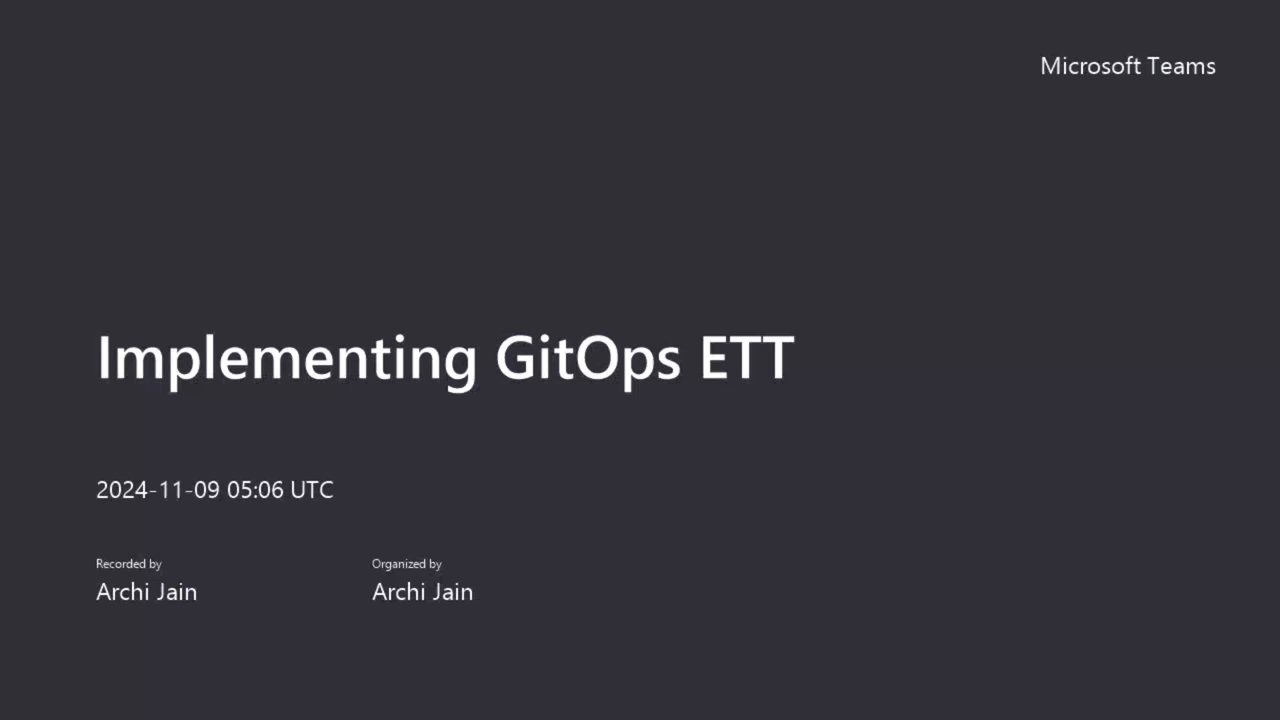 Microsoft Teams
Implementing GitOps ETT
2024-11-09 05:06 UTC
Recorded by
Archi Jain
Organized by
Archi Jain